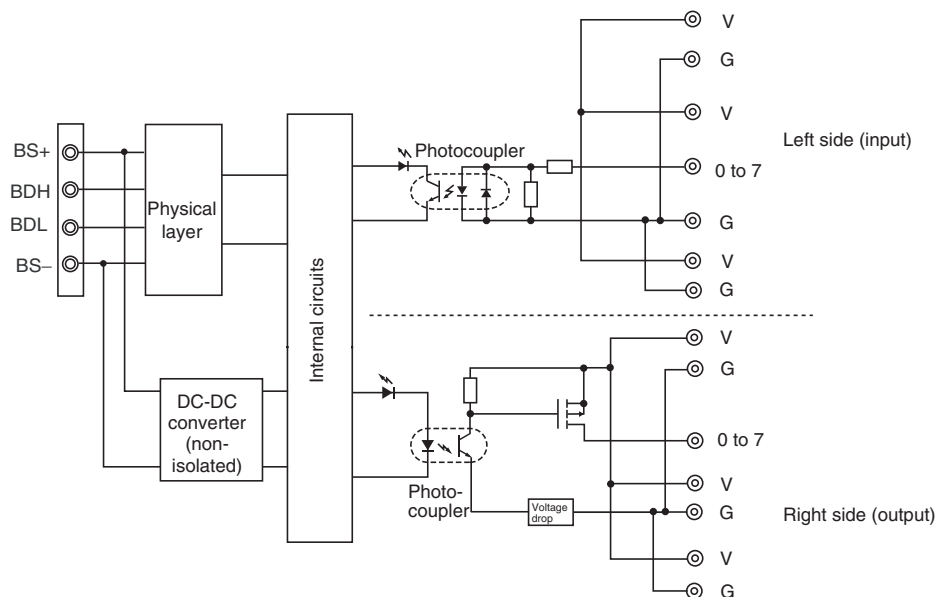 BS+
BDH
BDL
BS–
Physical
layer
DC-DC
converter
(non-
isolated)
Internal circuits
Photocoupler
V
G
V
0 to 7
G
V
G
Left side (input)
Photo-
coupler
Voltage
drop
V
G
0 to 7
V
G
V
G
Right side (output)